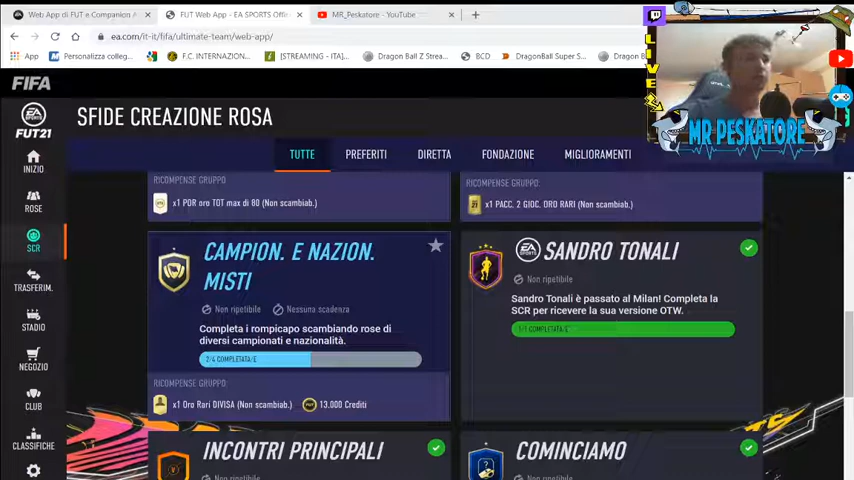 Web App di FUT e Companion A
FUT Web App - EA SPORTS Offici
MR_Peskatore - YouTube
ea.com/it-it/fifa/ultimate-team/web-app/
App
Personalizza colleg...
F.C. INTERNAZION...
[STREAMING - ITA]...
Dragon Ball Z Strea...
BCD
DragonBall Super S...
Dragon Bal
LIVE
MR PESKATORE
FIFA
EA SPORTS
FUT21
SFIDE CREAZIONE ROSA
TUTTE
PREFERITI
DIRETTA
FONDAZIONE
MIGLIORAMENTI
INIZIO
ROSE
SCR
TRASFERIM.
STADIO
NEGOZIO
CLUB
CLASSIFICHE
RICOMPENSE GRUPPO
x1 POR oro TOT max di 80 (Non scambiab.)
RICOMPENSE GRUPPO:
x1 PACC. 2 GIOC. ORO RARI (Non scambiab.)
CAMPION. E NAZION.
MISTI
Non ripetibile
Nessuna scadenza
Completa i rompicapo scambiando rose di
diversi campionati e nazionalità.
2/4 COMPLETATA/E
RICOMPENSE GRUPPO:
x1 Oro Rari DIVISA (Non scambiab.)
13.000 Crediti
SANDRO TONALI
Non ripetibile
Sandro Tonali è passato al Milan! Completa la
SCR per ricevere la sua versione OTW.
1/1 COMPLETATA/E
INCONTRI PRINCIPALI
Non ripetibile
COMINCIAMO
Non ripetibile